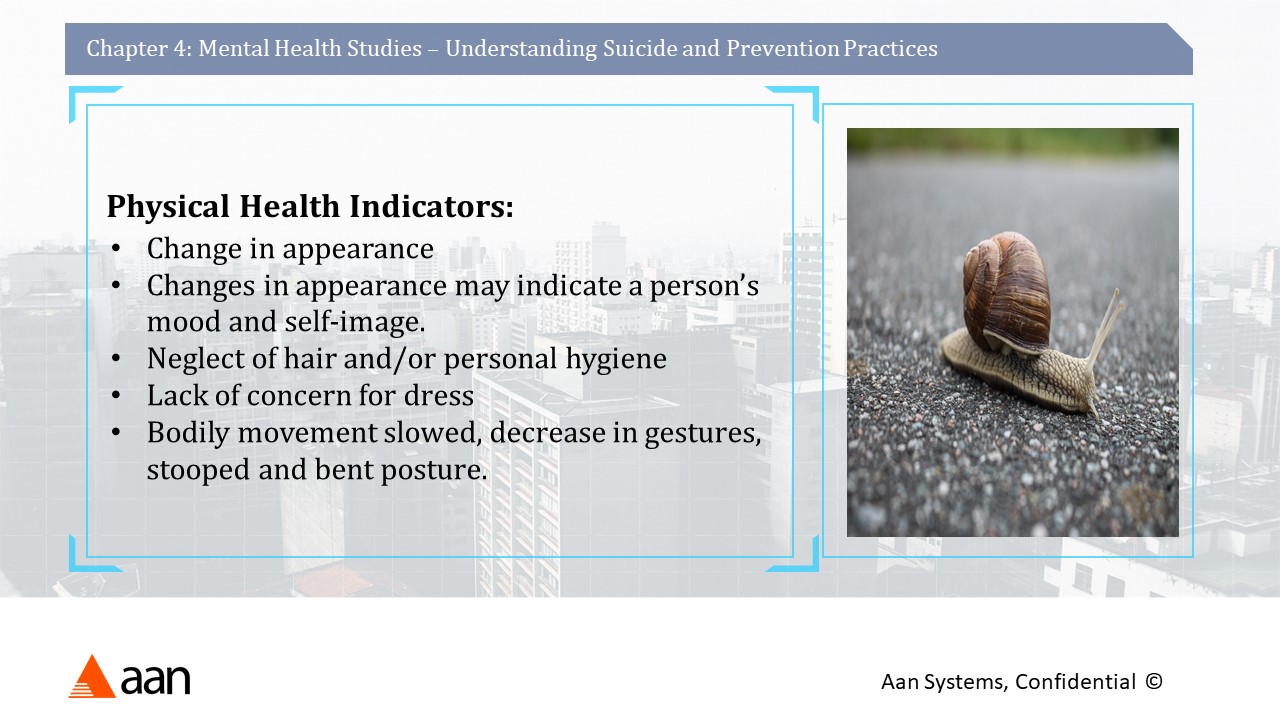 Chapter 4: Mental Health Studies – Understanding Suicide and Prevention Practices
Physical Health Indicators:
• Change in appearance
• Changes in appearance may indicate a person’s
mood and self-image.
• Neglect of hair and/or personal hygiene
• Lack of concern for dress
• Bodily movement slowed, decrease in gestures,
stooped and bent posture.
aan
Aan Systems, Confidential ©